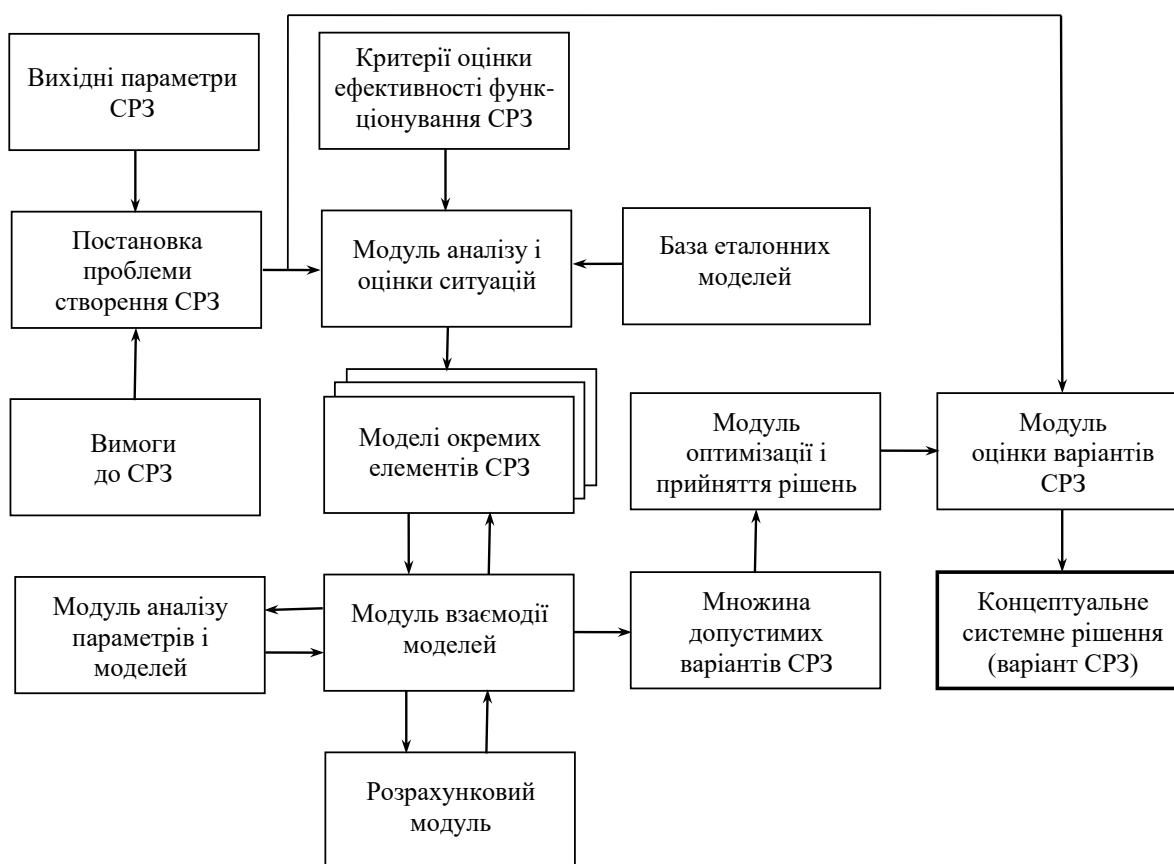 Вихідні параметри
СРЗ
Критерії оцінки
ефективності функ-
ціонування СРЗ
Постановка
проблеми
створення СРЗ
Модуль аналізу і
оцінки ситуацій
База еталонних
моделей
Вимоги
до СРЗ
Моделі окремих
елементів СРЗ
Модуль
оптимізації і
прийняття рішень
Модуль
оцінки варіантів
СРЗ
Модуль аналізу
параметрів і
моделей
Модуль взаємодії
моделей
Множина
допустимих
варіантів СРЗ
Концептуальне
системне рішення
(варіант СРЗ)
Розрахунковий
модуль